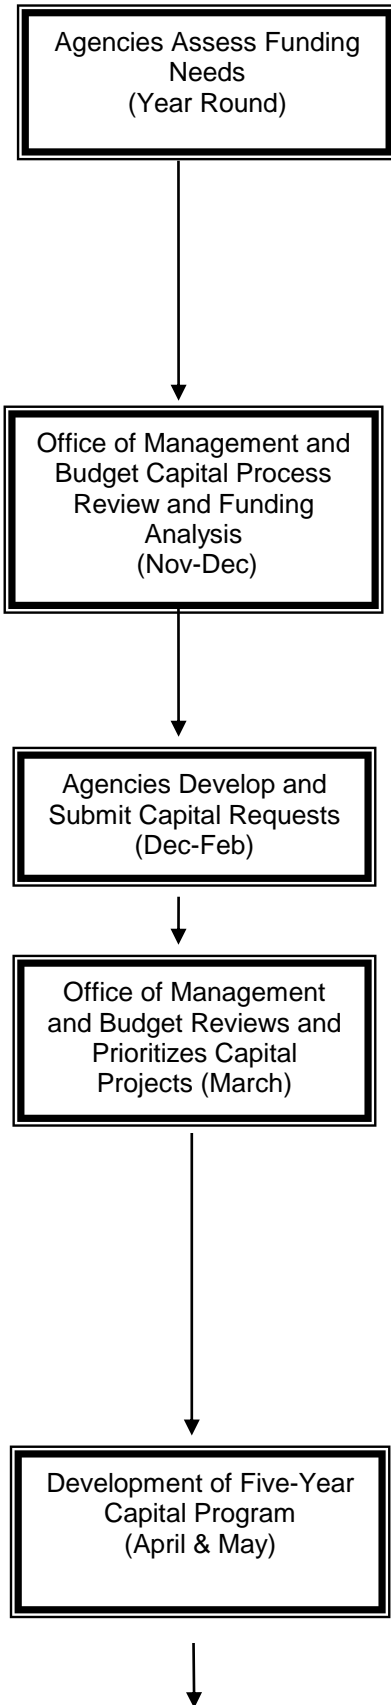 Agencies Assess Funding
Needs
(Year Round)
Office of Management and
Budget Capital Process
Review and Funding
Analysis
(Nov-Dec)
Agencies Develop and
Submit Capital Requests
(Dec-Feb)
Office of Management
and Budget Reviews and
Prioritizes Capital
Projects (March)
Development of Five-Year
Capital Program
(April & May)